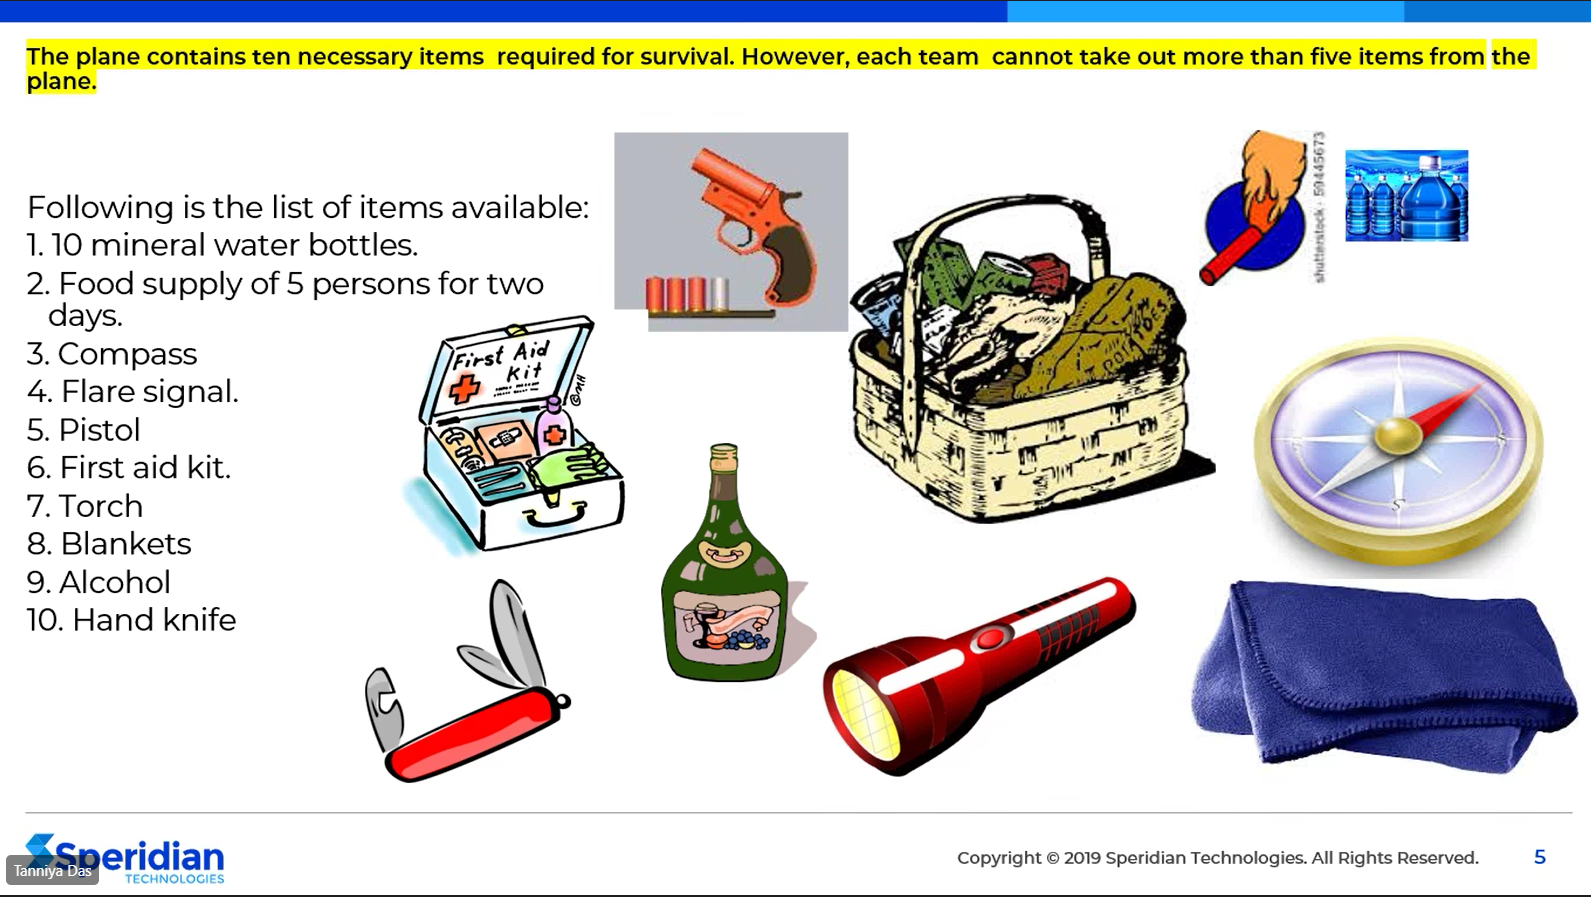 The plane contains ten necessary items  required for survival. However, each team  cannot take out more than five items from the
plane.
Following is the list of items available:
1. 10 mineral water bottles.
2. Food supply of 5 persons for two
days.
3. Compass
4. Flare signal.
5. Pistol
6. First aid kit.
7. Torch
8. Blankets
9. Alcohol
10. Hand knife
First Aid
Kit
©MA
POTATOES
shutterstock · 59445673
S
Speridian
TECHNOLOGIES
Tanniya Das
Copyright © 2019 Speridian Technologies. All Rights Reserved.
5